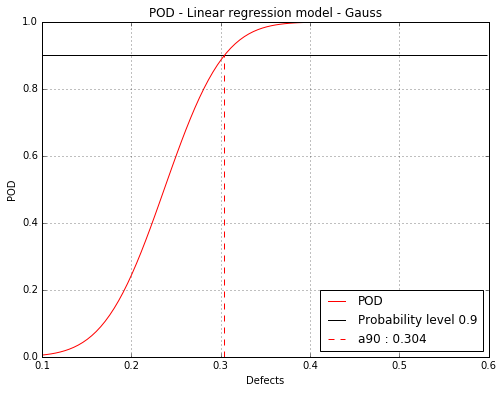 POD - Linear regression model - Gauss
1.0
0.8
0.6
0.4
0.2
0.0
POD
0.1 0.2 0.3 0.4 0.5 0.6
Defects
POD
Probability level 0.9
a90 : 0.304